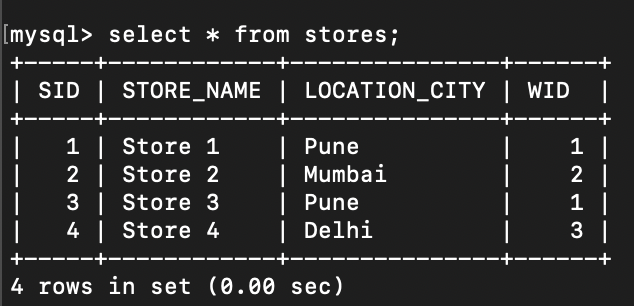 [mysql> select * from stores;
+-----+------------+---------------+------+
| SID | STORE_NAME | LOCATION_CITY | WID  |
+-----+------------+---------------+------+
|   1 | Store 1    | Pune          |    1 |
|   2 | Store 2    | Mumbai        |    2 |
|   3 | Store 3    | Pune          |    1 |
|   4 | Store 4    | Delhi         |    3 |
+-----+------------+---------------+------+
4 rows in set (0.00 sec)